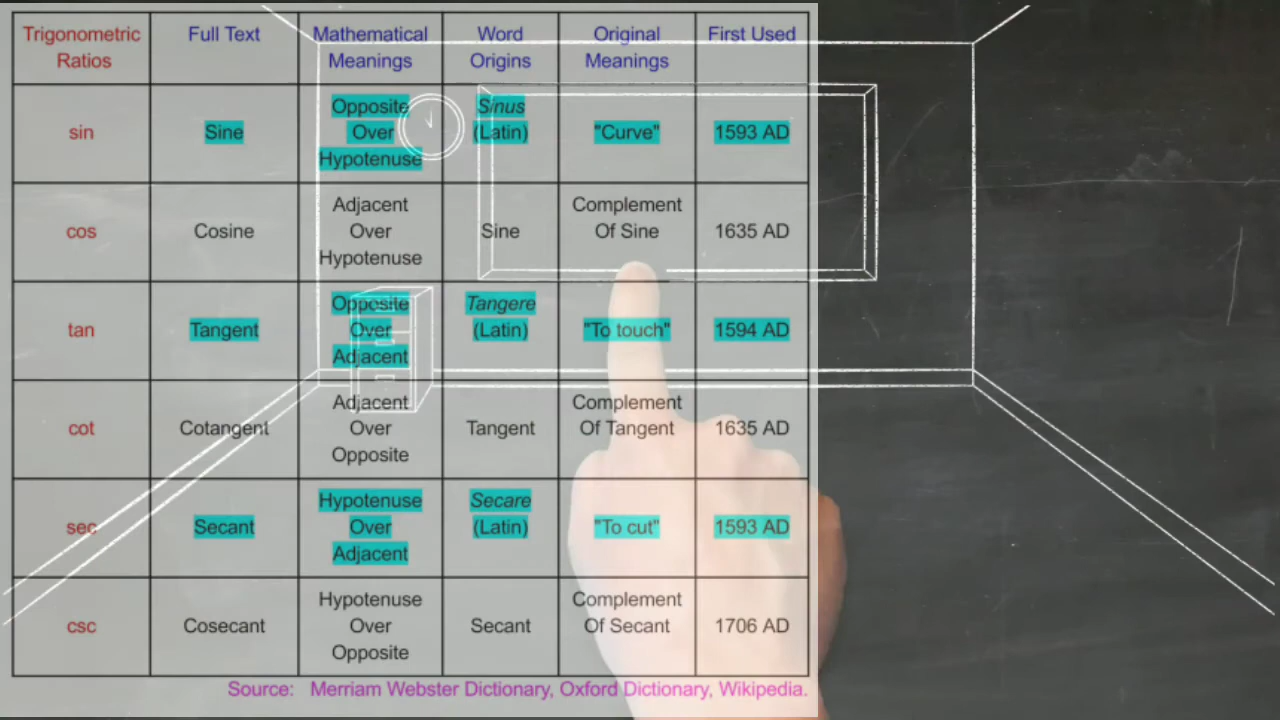 Trigonometric Ratios Full Text Mathematical Meanings Word Origins Original Meanings First Used
sin Sine Opposite Over Hypotenuse Sinus (Latin) "Curve" 1593 AD
cos Cosine Adjacent Over Hypotenuse Sine Complement Of Sine 1635 AD
tan Tangent Opposite Over Adjacent Tangere (Latin) "To touch" 1594 AD
cot Cotangent Adjacent Over Opposite Tangent Complement Of Tangent 1635 AD
sec Secant Hypotenuse Over Adjacent Secare (Latin) "To cut" 1593 AD
csc Cosecant Hypotenuse Over Opposite Secant Complement Of Secant 1706 AD
Source: Merriam Webster Dictionary, Oxford Dictionary, Wikipedia.